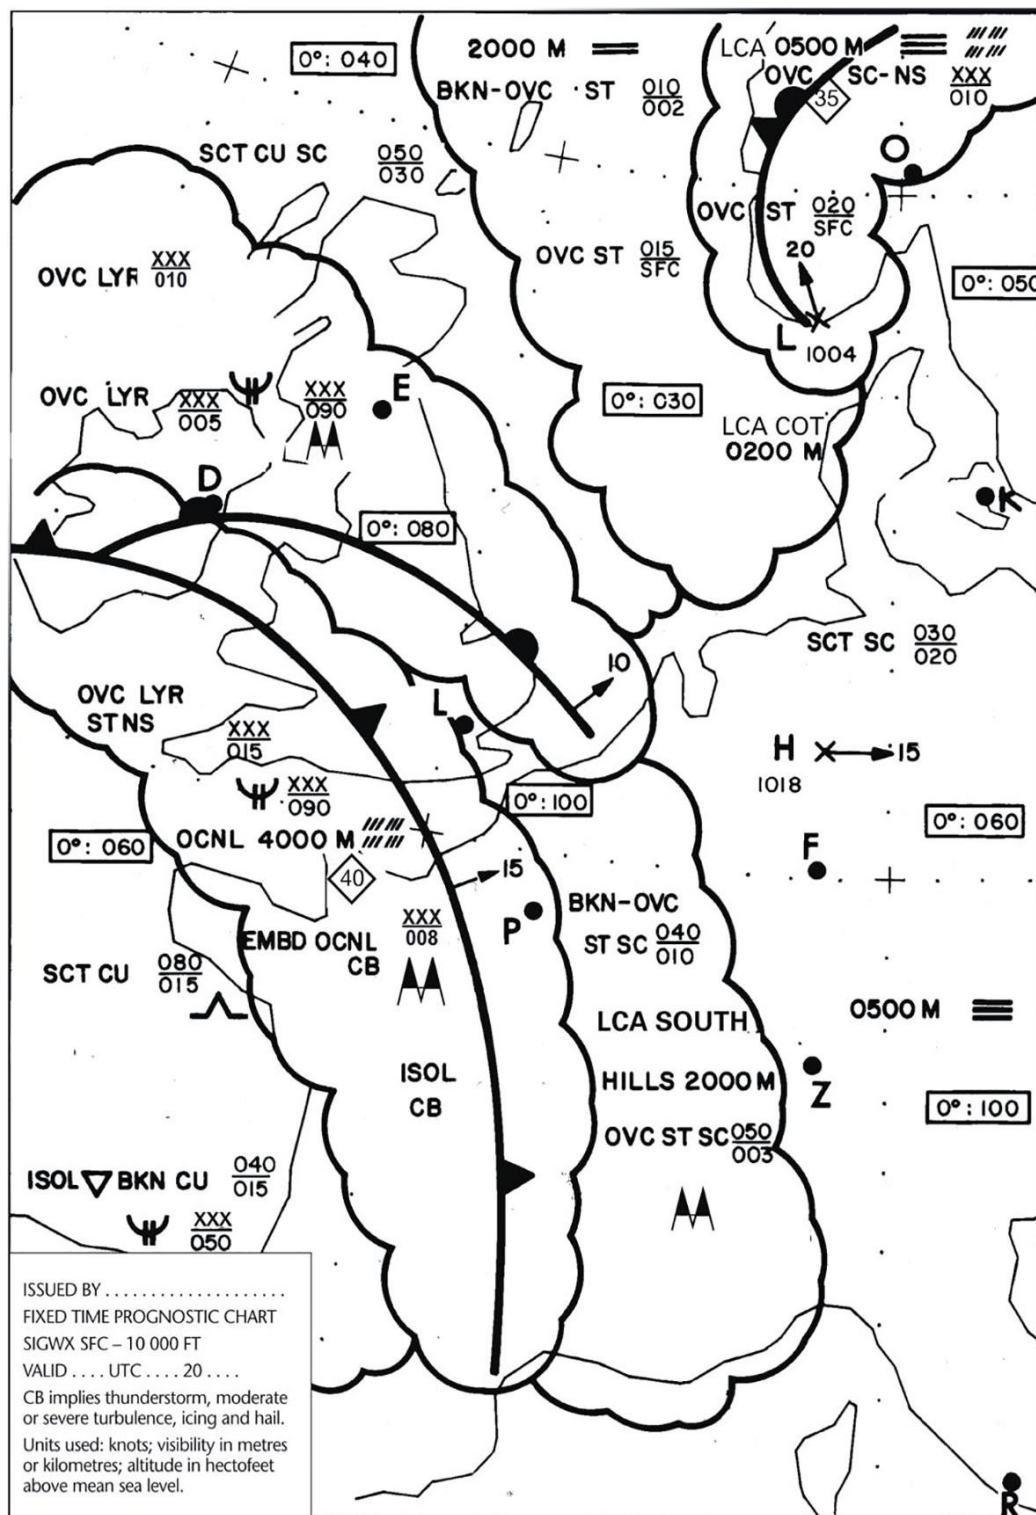 0°: 040
2000 M
BKN-OVC ST 010
002
LCA 0500 M
OVC SC-NS XXX
010
35
O
SCT CU SC 050
030
OVC ST 020
SFC
20
OVC ST 015
SFC
OVC LYR XXX
010
0°: 050
L 1004
OVC LYR XXX
005
XXX
090
E
0°: 030
LCA COT
0200 M
K
D
0°: 080
SCT SC 030
020
10
OVC LYR
ST NS
XXX
015
L
H
1018
15
XXX
090
0°: 100
0°: 060
OCNL 4000 M
0°: 060
40
15
F
EMBD OCNL
CB
XXX
008
P
BKN-OVC
ST SC 040
010
SCT CU 080
015
LCA SOUTH
HILLS 2000 M
0500 M
ISOL
CB
Z
0°: 100
OVC ST SC 050
003
ISOL BKN CU 040
015
XXX
050
ISSUED BY . . . . . . . . . . . . . . . . . . . .
FIXED TIME PROGNOSTIC CHART
SIGWX SFC – 10 000 FT
VALID . . . . UTC . . . . 20 . . . .
CB implies thunderstorm, moderate
or severe turbulence, icing and hail.
Units used: knots; visibility in metres
or kilometres; altitude in hectofeet
above mean sea level.
R